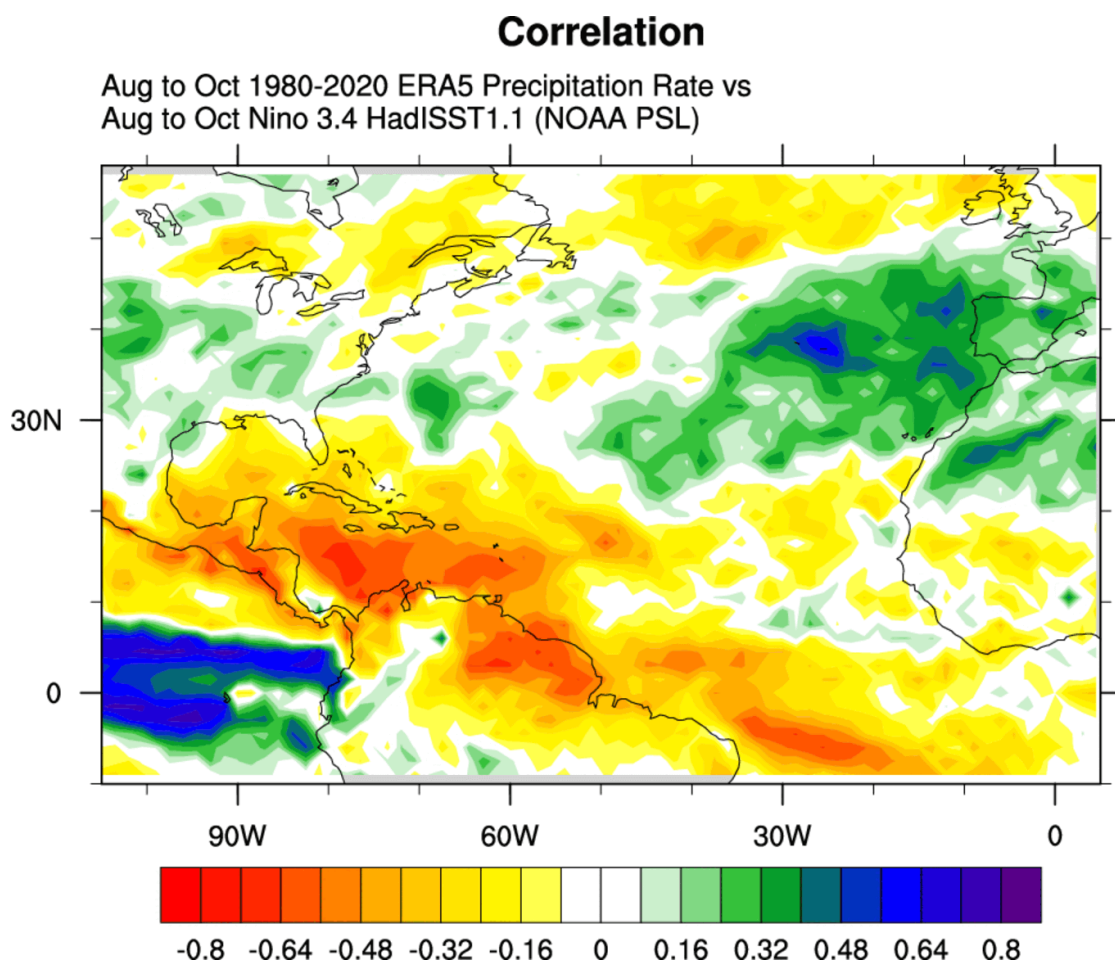 Correlation
Aug to Oct 1980-2020 ERA5 Precipitation Rate vs
Aug to Oct Nino 3.4 HadISST1.1 (NOAA PSL)
30N
0
90W 60W 30W 0
-0.8 -0.64 -0.48 -0.32 -0.16 0 0.16 0.32 0.48 0.64 0.8